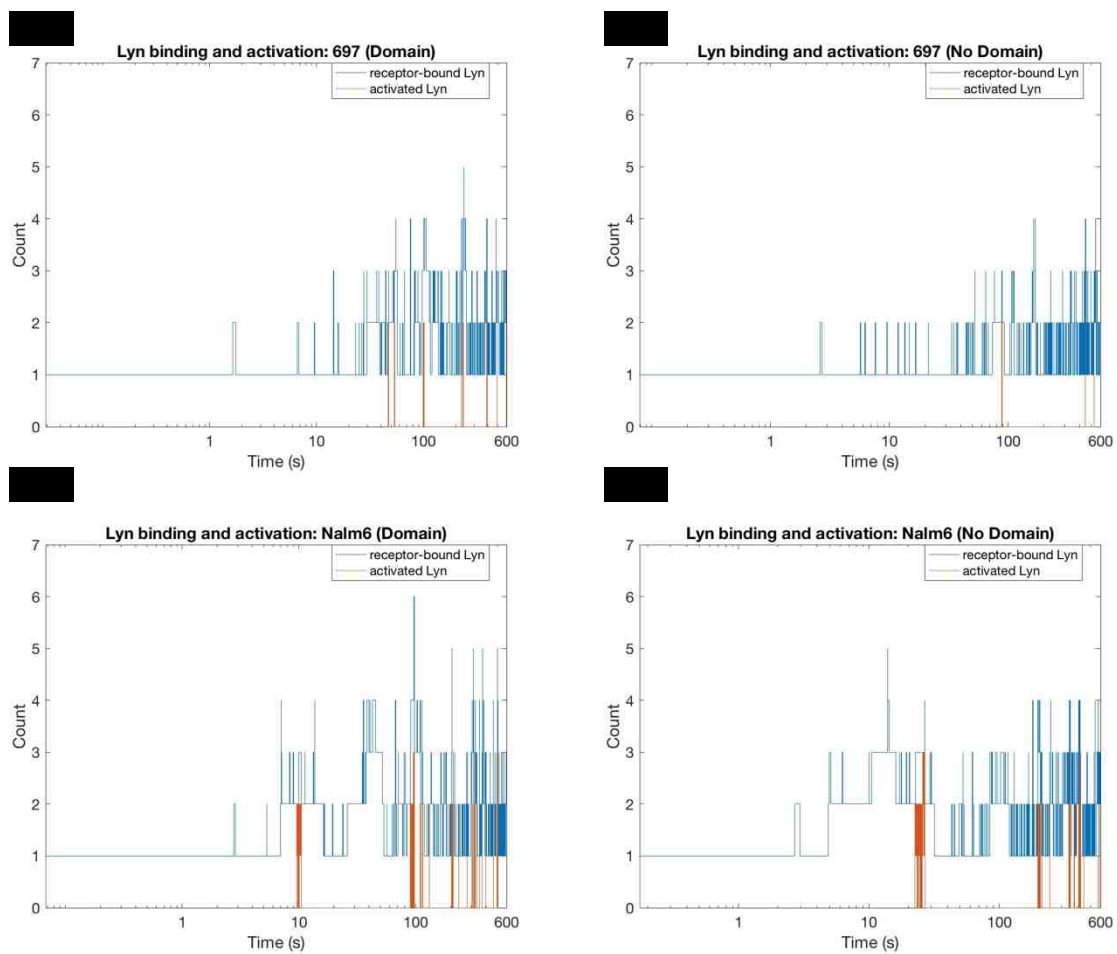 Lyn binding and activation: 697 (Domain)
7
6
5
4
3
2
1
0
Count
receptor-bound Lyn
activated Lyn
1 10 100 600
Time (s)
Lyn binding and activation: 697 (No Domain)
7
6
5
4
3
2
1
0
Count
receptor-bound Lyn
activated Lyn
1 10 100 600
Time (s)
Lyn binding and activation: Nalm6 (Domain)
7
6
5
4
3
2
1
0
Count
receptor-bound Lyn
activated Lyn
1 10 100 600
Time (s)
Lyn binding and activation: Nalm6 (No Domain)
7
6
5
4
3
2
1
0
Count
receptor-bound Lyn
activated Lyn
1 10 100 600
Time (s)